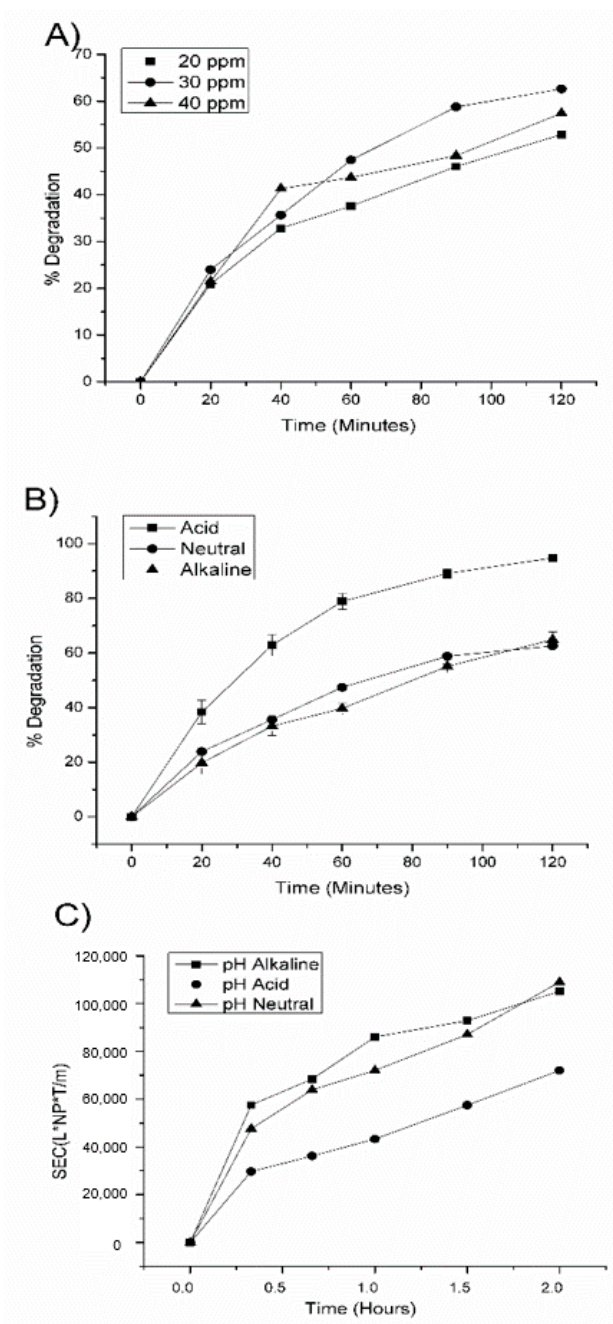 A)
20 ppm
30 ppm
40 ppm
70
60
50
40
30
20
10
0
% Degradation
0 20 40 60 80 100 120
Time (Minutes)
B)
Acid
Neutral
Alkaline
100
80
60
40
20
0
% Degradation
0 20 40 60 80 100 120
Time (Minutes)
C)
pH Alkaline
pH Acid
pH Neutral
120,000
100,000
80,000
60,000
40,000
20,000
0
SEC(L*NP*T/m)
0.0 0.5 1.0 1.5 2.0
Time (Hours)